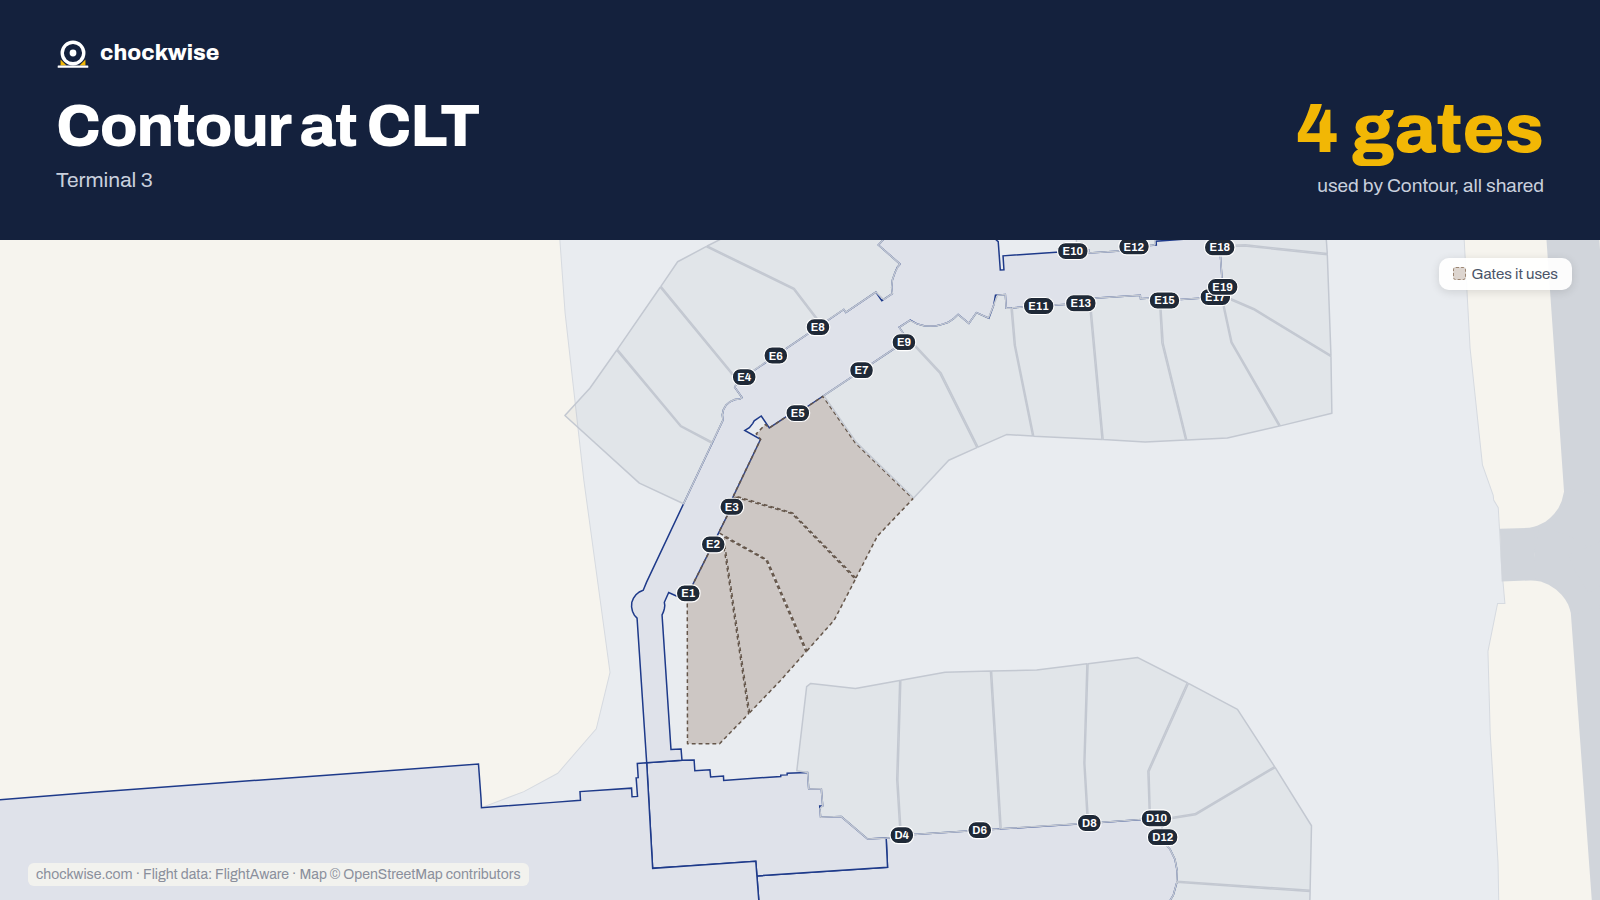 chockwise
Contour at CLT
Terminal 3
4 gates
used by Contour, all shared
Gates it uses
E10
E12
E18
E19
E17
E11
E13
E15
E8
E9
E6
E7
E4
E5
E3
E2
E1
D4
D6
D8
D10
D12
chockwise.com · Flight data: FlightAware · Map © OpenStreetMap contributors